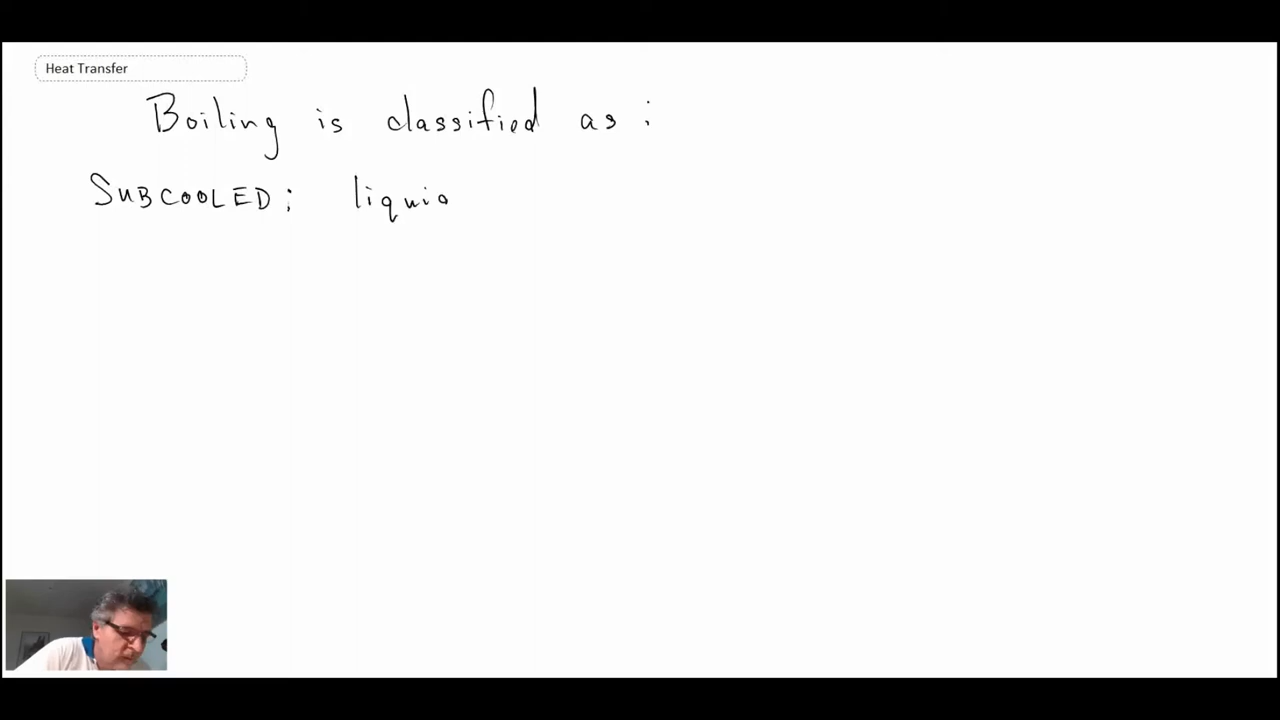 Heat Transfer
Boiling is classified as :
SUBCOOLED : liquio